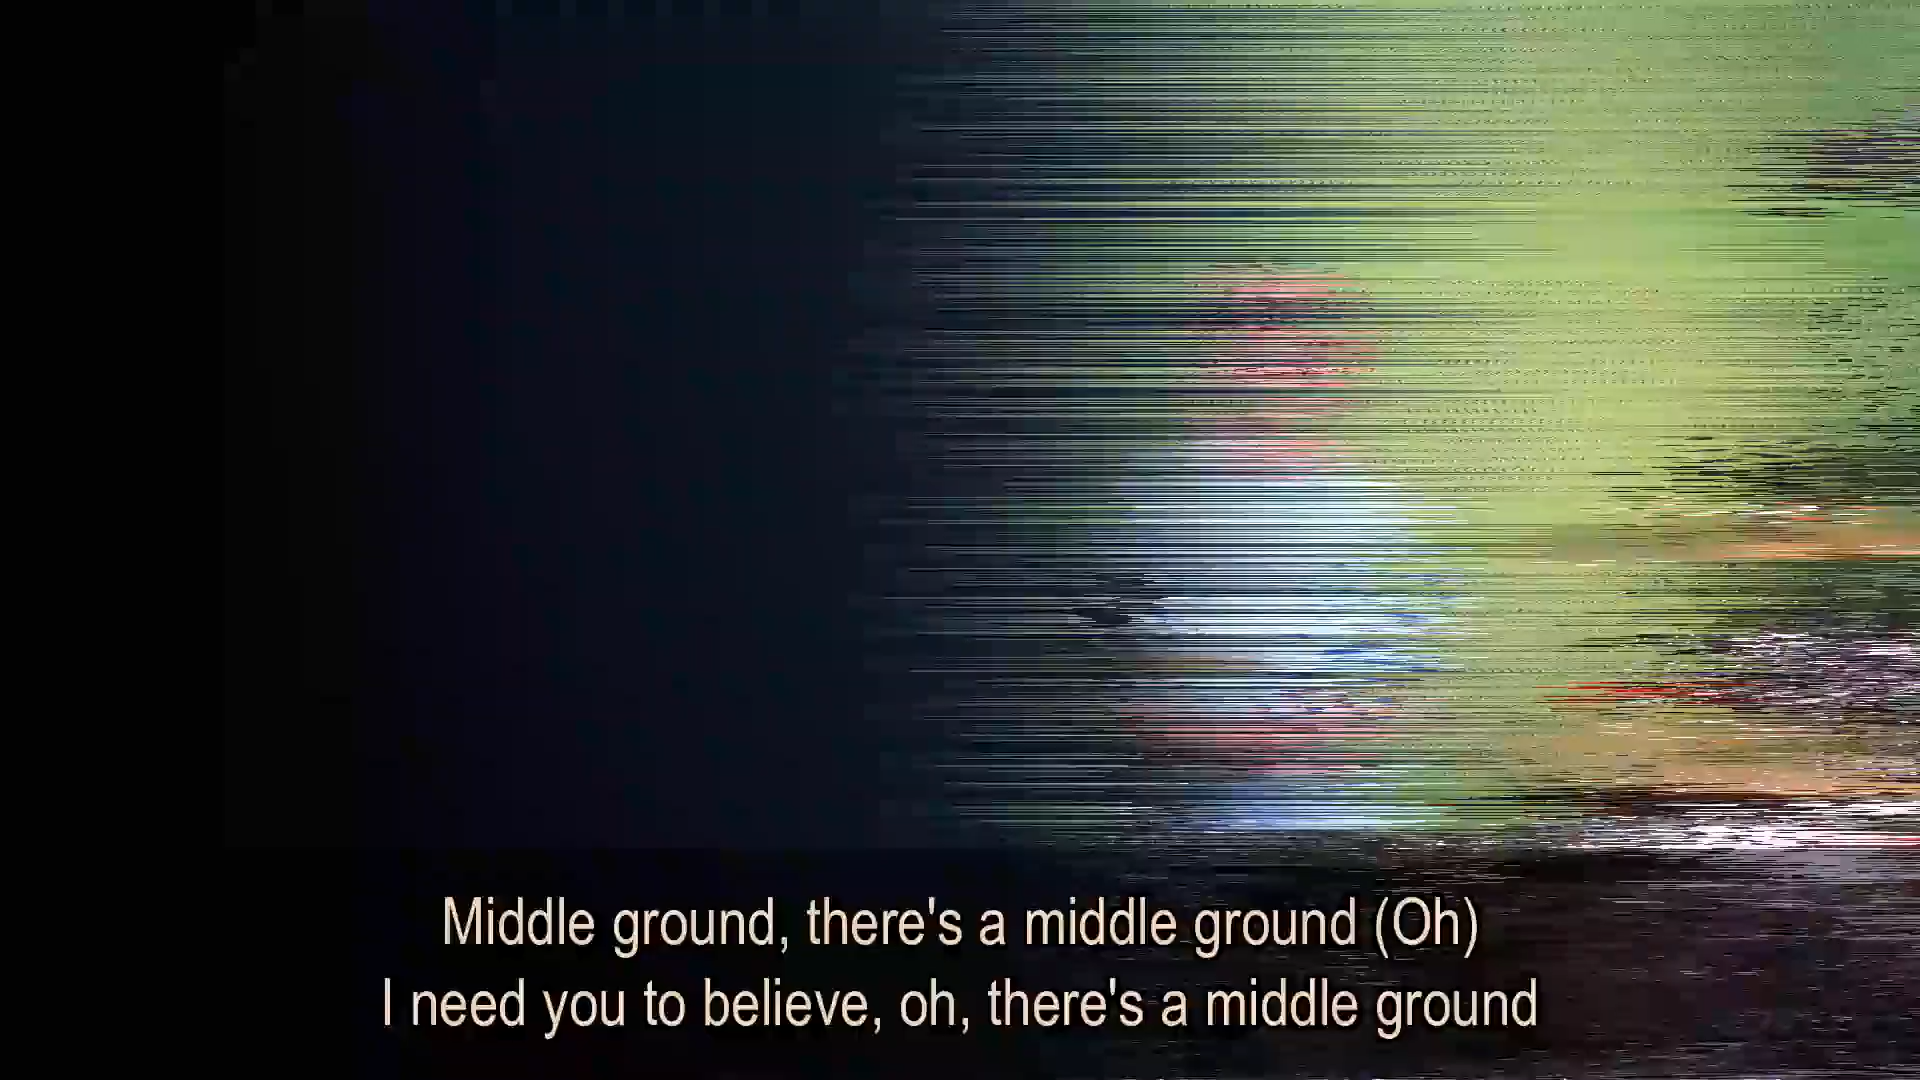 Middle ground, there's a middle ground (Oh)
I need you to believe, oh, there's a middle ground